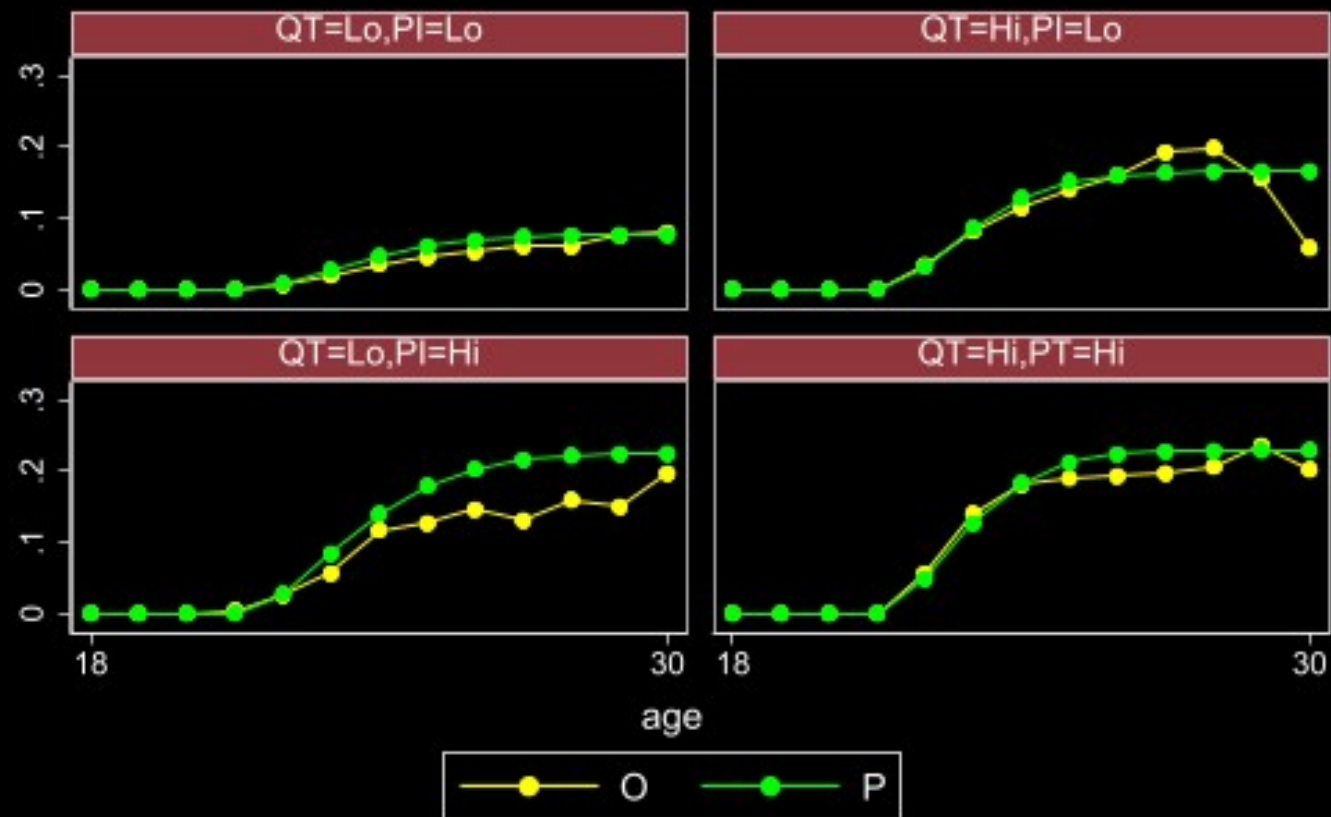 QT=Lo,PI=Lo
QT=Hi,PI=Lo
.3
.2
.1
0
QT=Lo,PI=Hi
QT=Hi,PT=Hi
.3
.2
.1
0
18
30
18
30
age
O
P